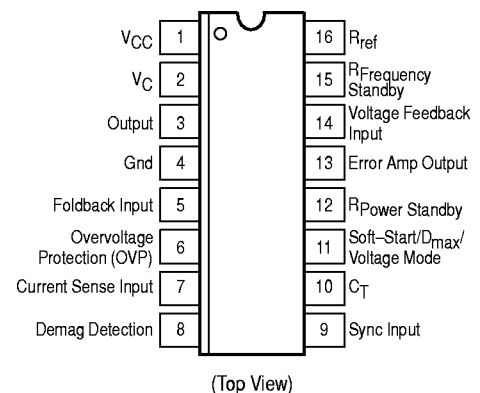 VCC 1
VC 2
Output 3
Gnd 4
Foldback Input 5
Overvoltage
Protection (OVP) 6
Current Sense Input 7
Demag Detection 8
16 Rref
15 RFrequency
Standby
14 Voltage Feedback
Input
13 Error Amp Output
12 RPower Standby
11 Soft–Start/Dmax/
Voltage Mode
10 CT
9 Sync Input
(Top View)